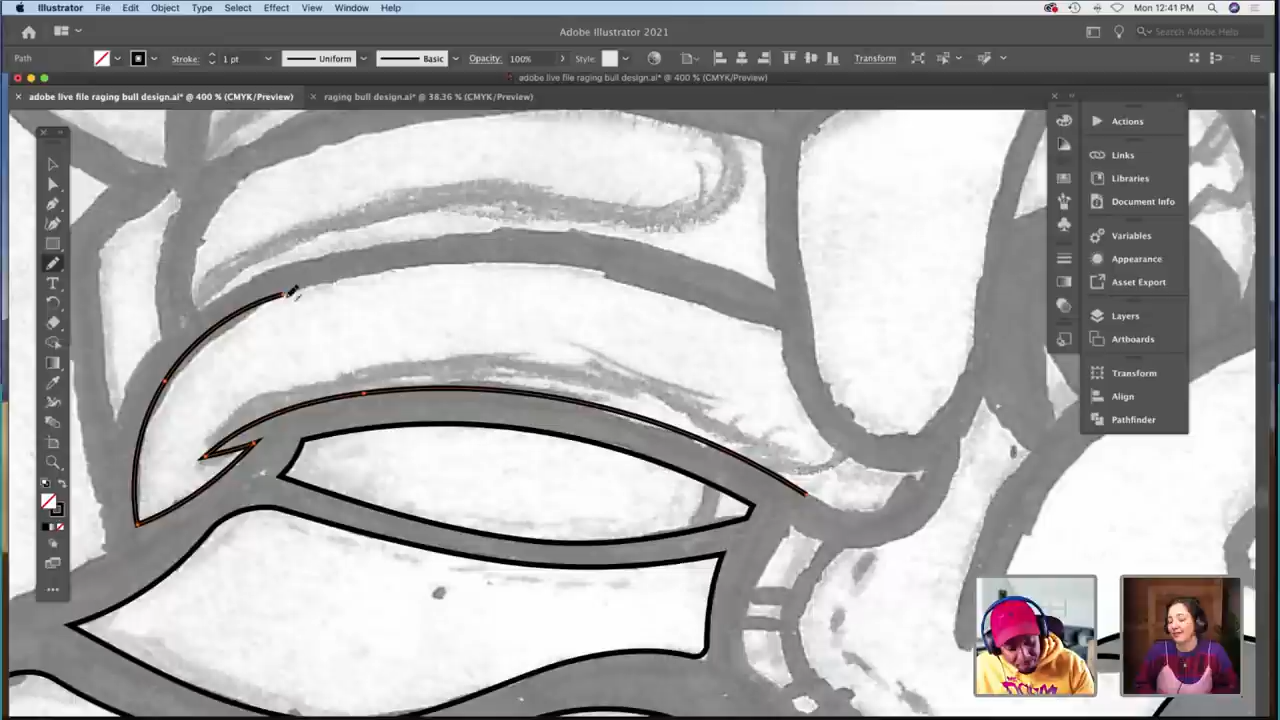 Illustrator File Edit Object Type Select Effect View Window Help Mon 12:41 PM
Adobe Illustrator 2021 Search Adobe Help
Path Stroke: 1 pt Uniform Basic Opacity: 100% Style: Transform
adobe live file raging bull design.ai* @ 400 % (CMYK/Preview)
adobe live file raging bull design.ai* @ 400 % (CMYK/Preview) raging bull design.ai* @ 38.36 % (CMYK/Preview)
Actions
Links
Libraries
Document Info
Variables
Appearance
Asset Export
Layers
Artboards
Transform
Align
Pathfinder